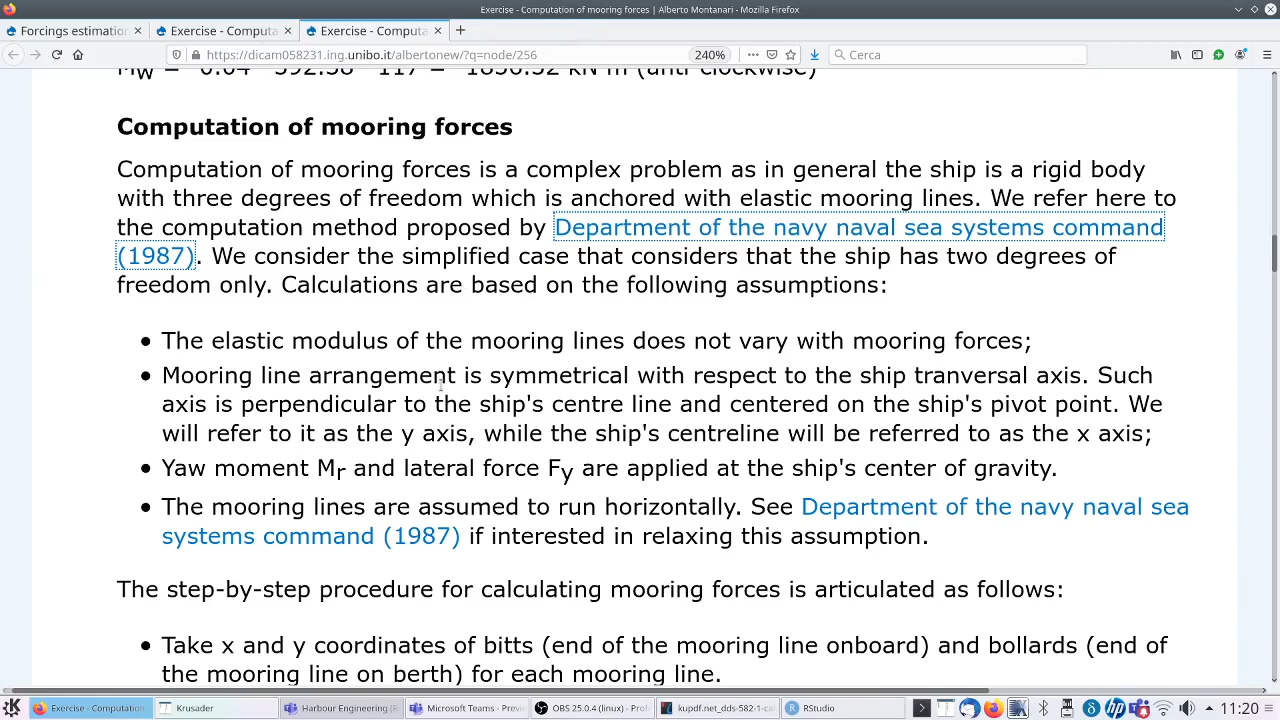 Exercise - Computation of mooring forces | Alberto Montanari - Mozilla Firefox
Forcings estimatio
Exercise - Computa
Exercise - Computa
https://dicam058231.ing.unibo.it/albertonew/?q=node/256
240%
Cerca
Computation of mooring forces
Computation of mooring forces is a complex problem as in general the ship is a rigid body
with three degrees of freedom which is anchored with elastic mooring lines. We refer here to
the computation method proposed by Department of the navy naval sea systems command
(1987). We consider the simplified case that considers that the ship has two degrees of
freedom only. Calculations are based on the following assumptions:
• The elastic modulus of the mooring lines does not vary with mooring forces;
• Mooring line arrangement is symmetrical with respect to the ship tranversal axis. Such
axis is perpendicular to the ship's centre line and centered on the ship's pivot point. We
will refer to it as the y axis, while the ship's centreline will be referred to as the x axis;
• Yaw moment Mr and lateral force Fy are applied at the ship's center of gravity.
• The mooring lines are assumed to run horizontally. See Department of the navy naval sea
systems command (1987) if interested in relaxing this assumption.
The step-by-step procedure for calculating mooring forces is articulated as follows:
• Take x and y coordinates of bitts (end of the mooring line onboard) and bollards (end of
the mooring line on berth) for each mooring line.
Exercise - Computation
Krusader
Harbour Engineering (R
Microsoft Teams - Previ
OBS 25.0.4 (linux) - Prof
kupdf.net_dds-582-1-cal
RStudio
11:20